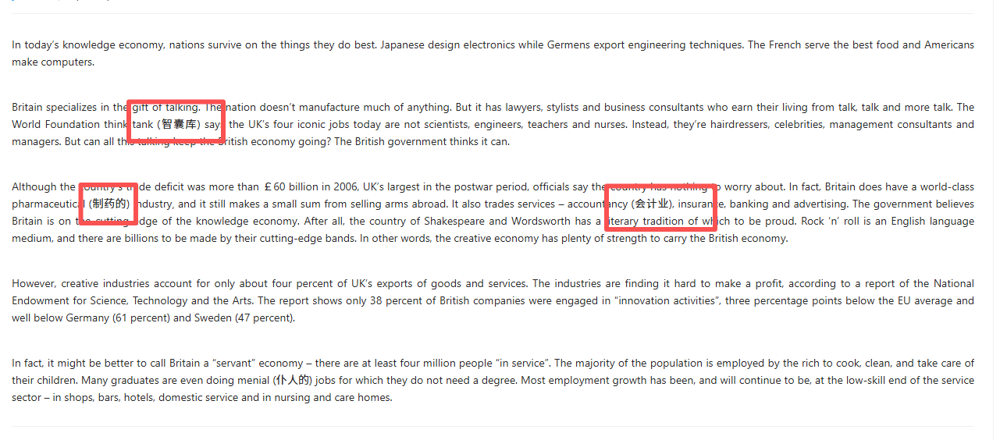 In today’s knowledge economy, nations survive on the things they do best. Japanese design electronics while Germens export engineering techniques. The French serve the best food and Americans
make computers.
Britain specializes in the gift of talking. The nation doesn’t manufacture much of anything. But it has lawyers, stylists and business consultants who earn their living from talk, talk and more talk. The
World Foundation think tank (智囊库) says the UK’s four iconic jobs today are not scientists, engineers, teachers and nurses. Instead, they’re hairdressers, celebrities, management consultants and
managers. But can all this talking keep the British economy going? The British government thinks it can.
Although the country’s trade deficit was more than ￡60 billion in 2006, UK’s largest in the postwar period, officials say the country has nothing to worry about. In fact, Britain does have a world-class
pharmaceutical (制药的) industry, and it still makes a small sum from selling arms abroad. It also trades services – accountancy (会计业), insurance, banking and advertising. The government believes
Britain is on the cutting edge of the knowledge economy. After all, the country of Shakespeare and Wordsworth has a literary tradition of which to be proud. Rock ‘n’ roll is an English language
medium, and there are billions to be made by their cutting-edge bands. In other words, the creative economy has plenty of strength to carry the British economy.
However, creative industries account for only about four percent of UK’s exports of goods and services. The industries are finding it hard to make a profit, according to a report of the National
Endowment for Science, Technology and the Arts. The report shows only 38 percent of British companies were engaged in “innovation activities”, three percentage points below the EU average and
well below Germany (61 percent) and Sweden (47 percent).
In fact, it might be better to call Britain a “servant” economy – there are at least four million people “in service”. The majority of the population is employed by the rich to cook, clean, and take care of
their children. Many graduates are even doing menial (仆人的) jobs for which they do not need a degree. Most employment growth has been, and will continue to be, at the low-skill end of the service
sector – in shops, bars, hotels, domestic service and in nursing and care homes.